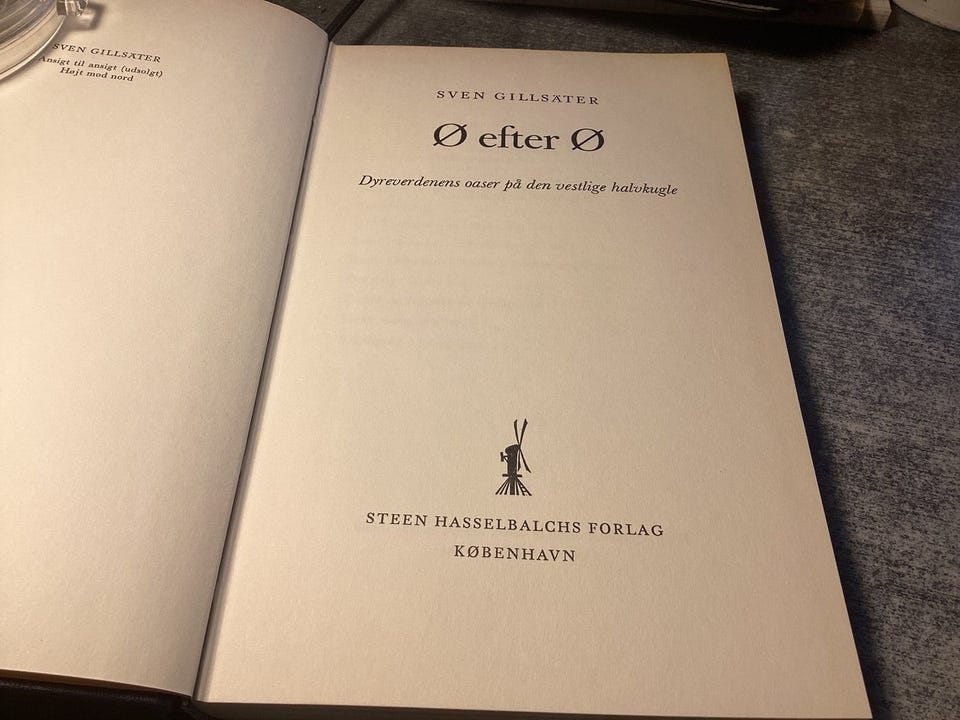 SVEN GILLSÄTER
Ansigt til ansigt (udsolgt)
Højt mod nord
SVEN GILLSÄTER
Ø efter Ø
Dyreverdenens oaser på den vestlige halvkugle
STEEN HASSELBALCHS FORLAG
KØBENHAVN